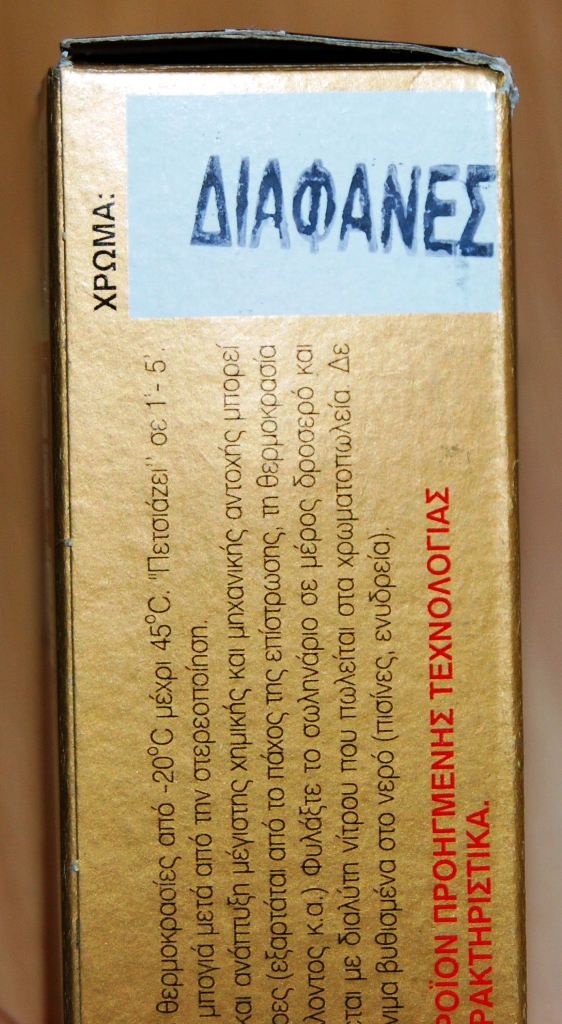 ΧΡΩΜΑ:
ΔΙΑΦΑΝΕΣ
θερμοκρασίες από -20°C μέχρι 45°C. "Πετσιάζει" σε 1'- 5'.
μπογιά μετά από την στερεοποίηση.
και ανάπτυξη μέγιστης χημικής και μηχανικής αντοχής μπορεί
ρες (εξαρτάται από το πάχος της επίστρωσης, τη θερμοκρασία
λοντος κ.α.) Φυλάξτε το σωληνάριο σε μέρος δροσερό και
εται με διαλύτη νίτρου που πωλείται στα χρωματοπωλεία. Δε
νιμα βυθισμένα στο νερό (πισίνες, ενυδρεία).
ΡΟΪΟΝ ΠΡΟΗΓΜΕΝΗΣ ΤΕΧΝΟΛΟΓΙΑΣ
ΡΑΚΤΗΡΙΣΤΙΚΑ.